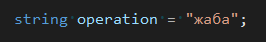 string operation = "жаба";